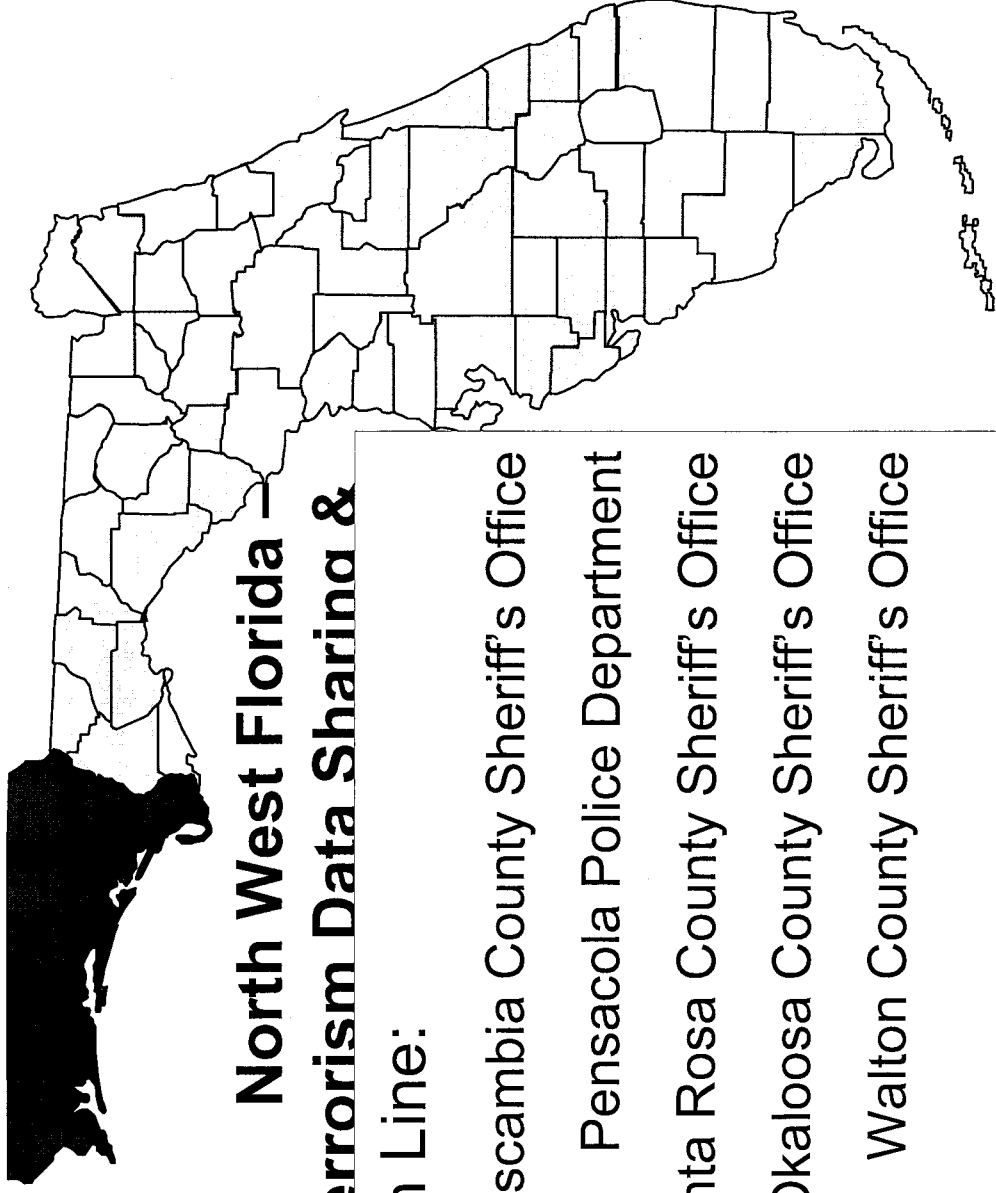 North West Florida –
errorism Data Sharing &
n Line:
scambia County Sheriff's Office
Pensacola Police Department
nta Rosa County Sheriff's Office
Okaloosa County Sheriff's Office
Walton County Sheriff's Office